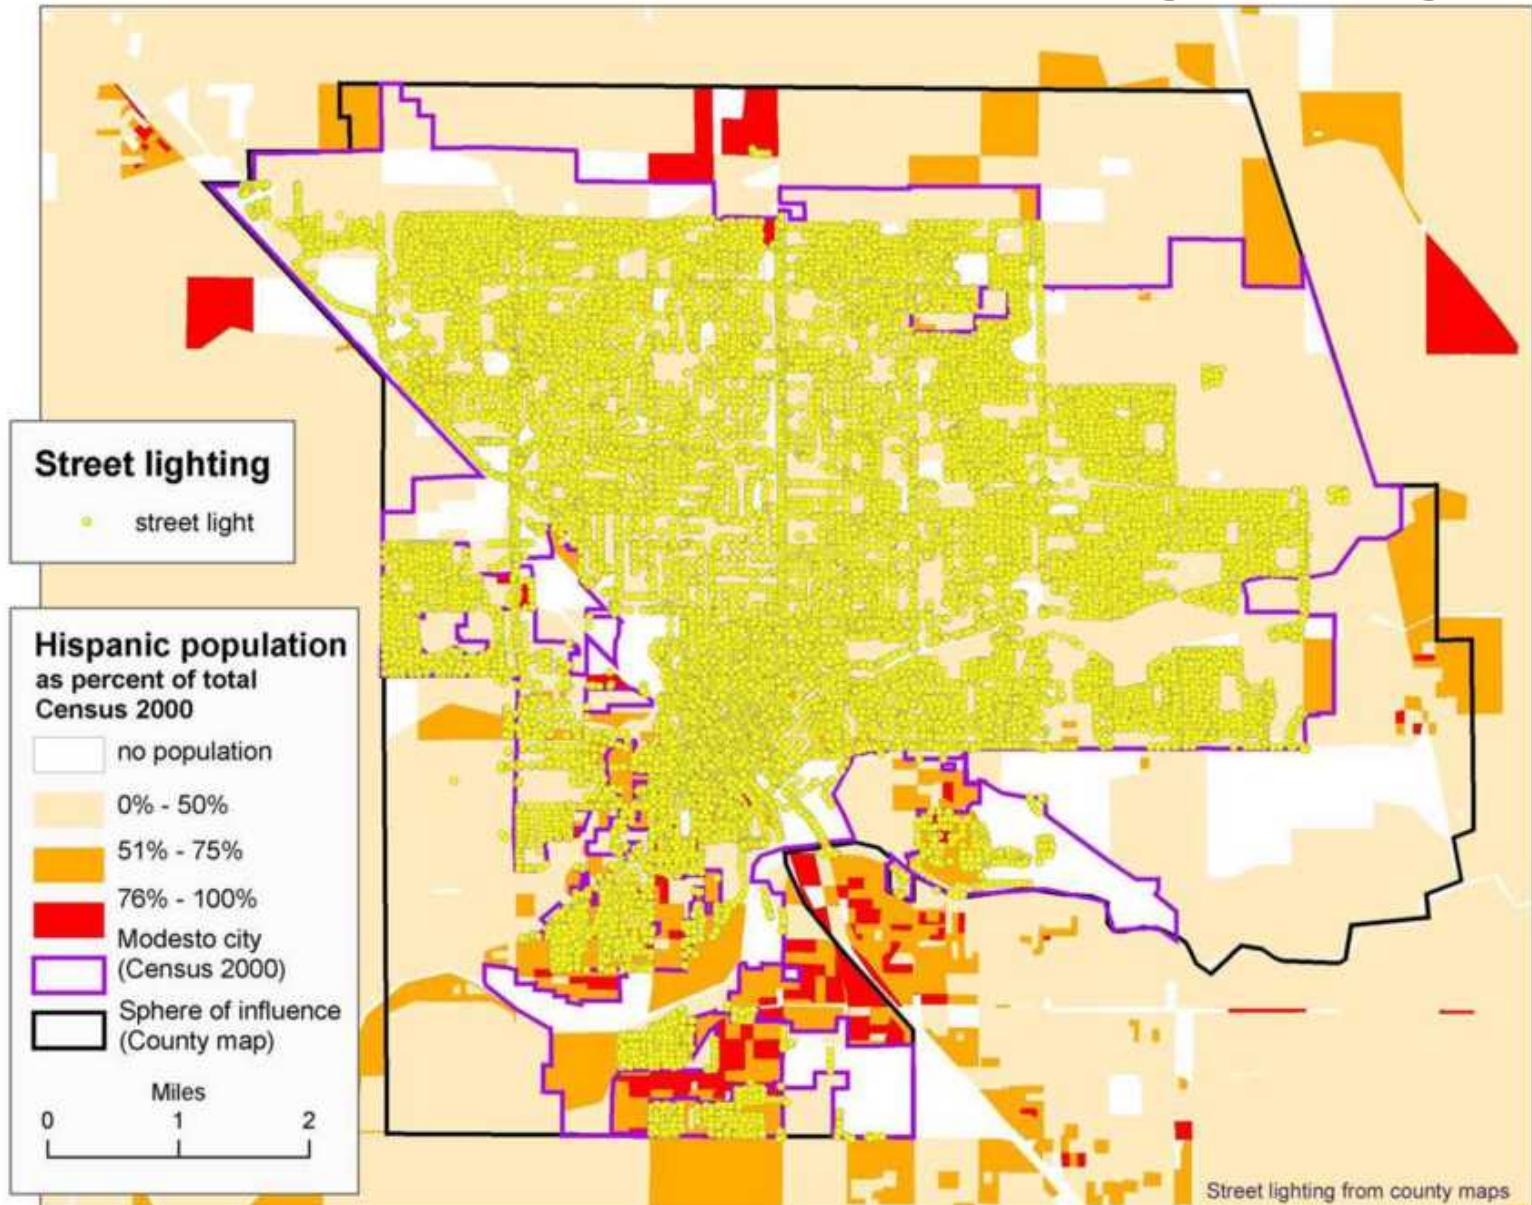 Street lighting
street light
Hispanic population
as percent of total
Census 2000
no population
0% - 50%
51% - 75%
76% - 100%
Modesto city
(Census 2000)
Sphere of influence
(County map)
Miles
0 1 2
Street lighting from county maps